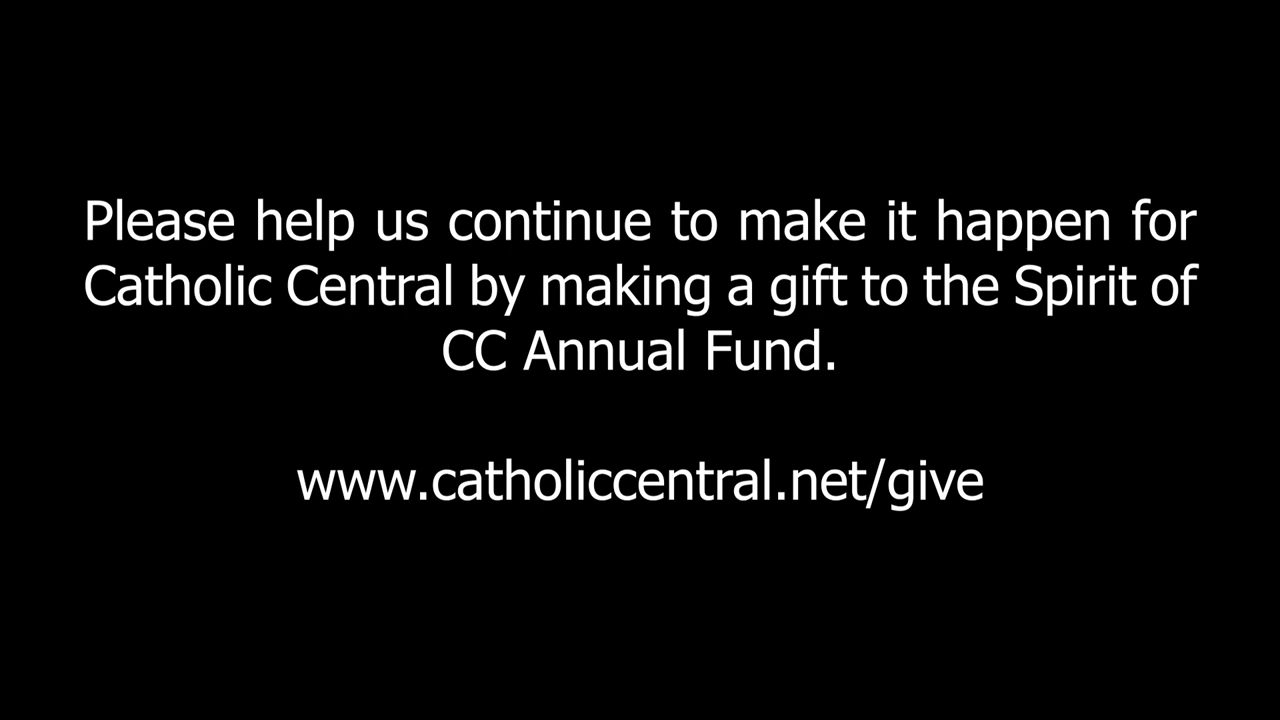 Please help us continue to make it happen for
Catholic Central by making a gift to the Spirit of
CC Annual Fund.
www.catholiccentral.net/give